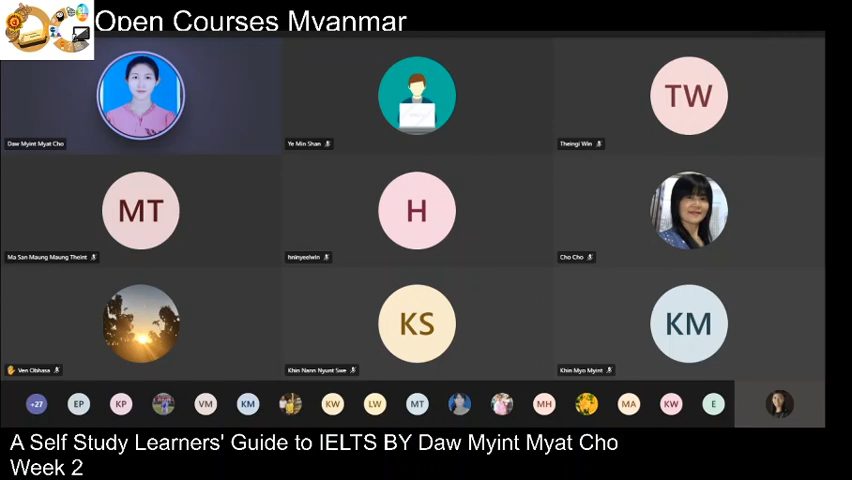 Open Courses Myanmar
Daw Myint Myat Cho
Ye Min Shan
TW
Theingi Win
MT
Ma San Maung Maung Theint
H
hninyeelwin
Cho Cho
Ven Obhasa
KS
Khin Nann Nyunt Swe
KM
Khin Myo Myint
+27 EP KP VM KM KW LW MT MH MA KW E
A Self Study Learners' Guide to IELTS BY Daw Myint Myat Cho
Week 2